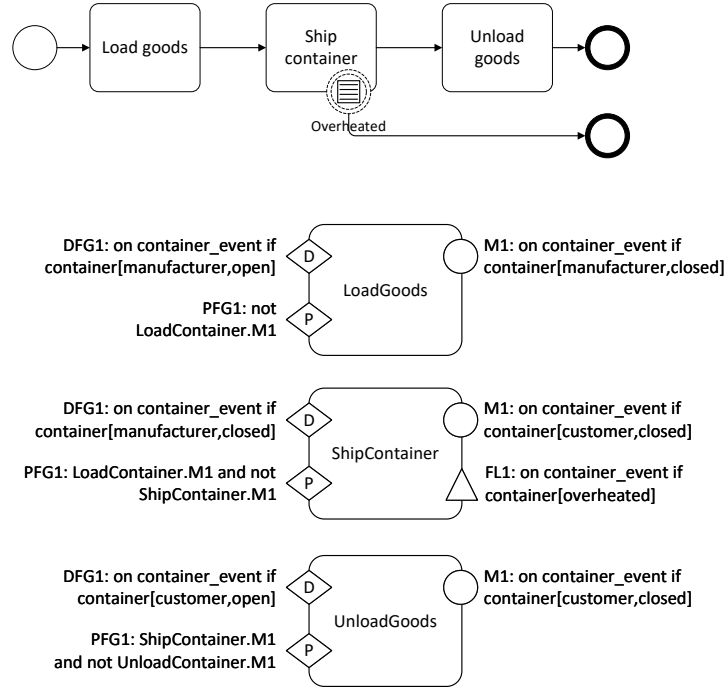 Load goods
Ship
container
Unload
goods
Overheated
DFG1: on container_event if
container[manufacturer,open]
D
M1: on container_event if
container[manufacturer,closed]
LoadGoods
PFG1: not
LoadContainer.M1
P
DFG1: on container_event if
container[manufacturer,closed]
D
M1: on container_event if
container[customer,closed]
ShipContainer
PFG1: LoadContainer.M1 and not
ShipContainer.M1
P
FL1: on container_event if
container[overheated]
DFG1: on container_event if
container[customer,open]
D
M1: on container_event if
container[customer,closed]
UnloadGoods
PFG1: ShipContainer.M1
and not UnloadContainer.M1
P